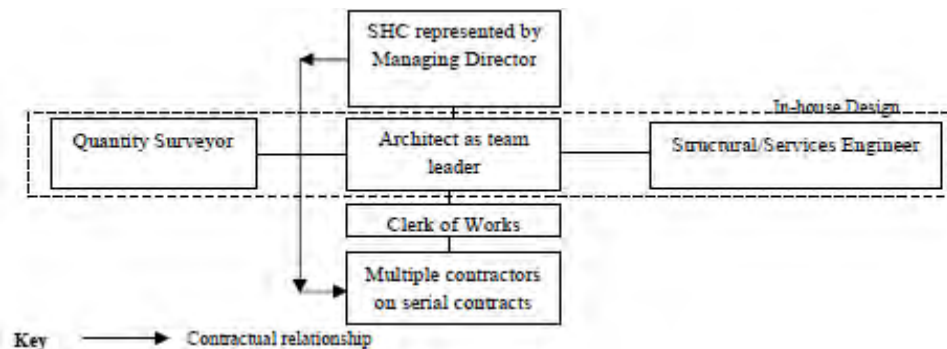 SHC represented by
Managing Director
In-house Design
Quantity Surveyor
Architect as team
leader
Structural/Services Engineer
Clerk of Works
Multiple contractors
on serial contracts
Key
Contractual relationship